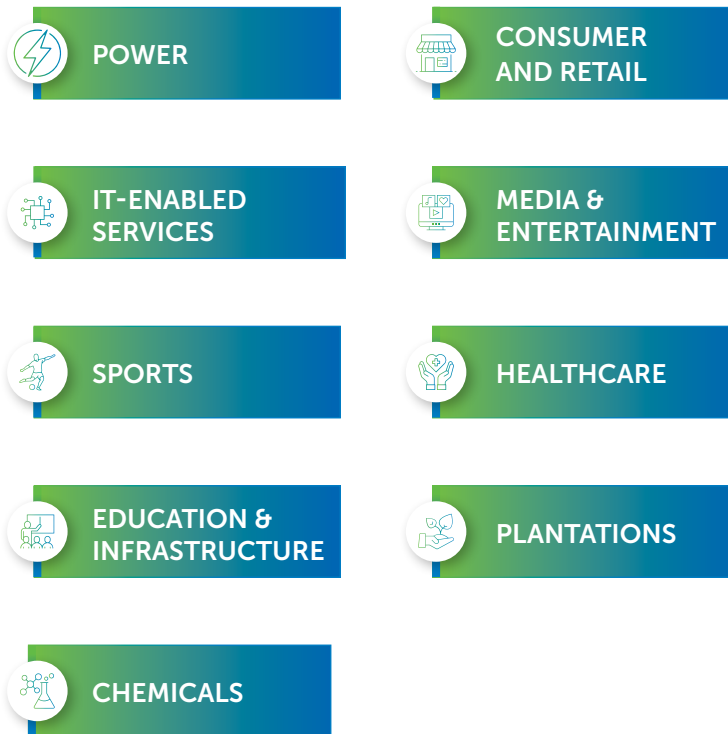 POWER
CONSUMER
AND RETAIL
IT-ENABLED
SERVICES
MEDIA &
ENTERTAINMENT
SPORTS
HEALTHCARE
EDUCATION &
INFRASTRUCTURE
PLANTATIONS
CHEMICALS